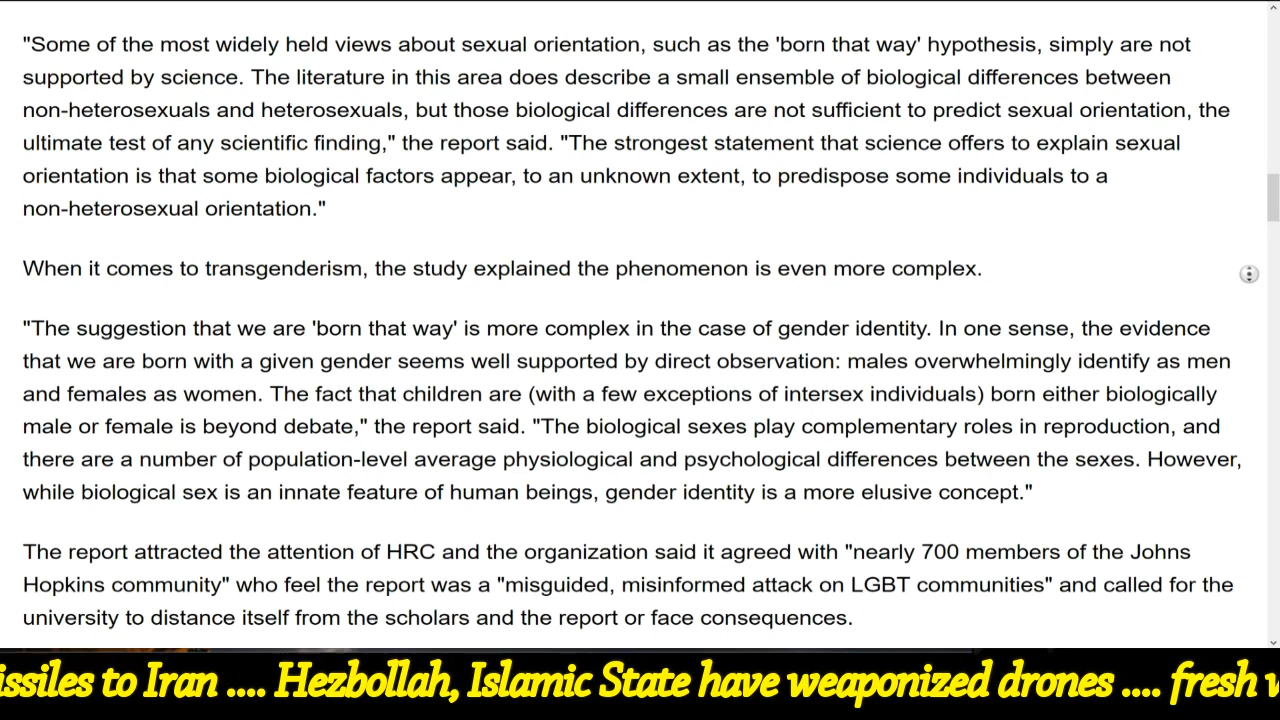 "Some of the most widely held views about sexual orientation, such as the 'born that way' hypothesis, simply are not
supported by science. The literature in this area does describe a small ensemble of biological differences between
non-heterosexuals and heterosexuals, but those biological differences are not sufficient to predict sexual orientation, the
ultimate test of any scientific finding," the report said. "The strongest statement that science offers to explain sexual
orientation is that some biological factors appear, to an unknown extent, to predispose some individuals to a
non-heterosexual orientation."
When it comes to transgenderism, the study explained the phenomenon is even more complex.
"The suggestion that we are 'born that way' is more complex in the case of gender identity. In one sense, the evidence
that we are born with a given gender seems well supported by direct observation: males overwhelmingly identify as men
and females as women. The fact that children are (with a few exceptions of intersex individuals) born either biologically
male or female is beyond debate," the report said. "The biological sexes play complementary roles in reproduction, and
there are a number of population-level average physiological and psychological differences between the sexes. However,
while biological sex is an innate feature of human beings, gender identity is a more elusive concept."
The report attracted the attention of HRC and the organization said it agreed with "nearly 700 members of the Johns
Hopkins community" who feel the report was a "misguided, misinformed attack on LGBT communities" and called for the
university to distance itself from the scholars and the report or face consequences.
issiles to Iran .... Hezbollah, Islamic State have weaponized drones .... fresh